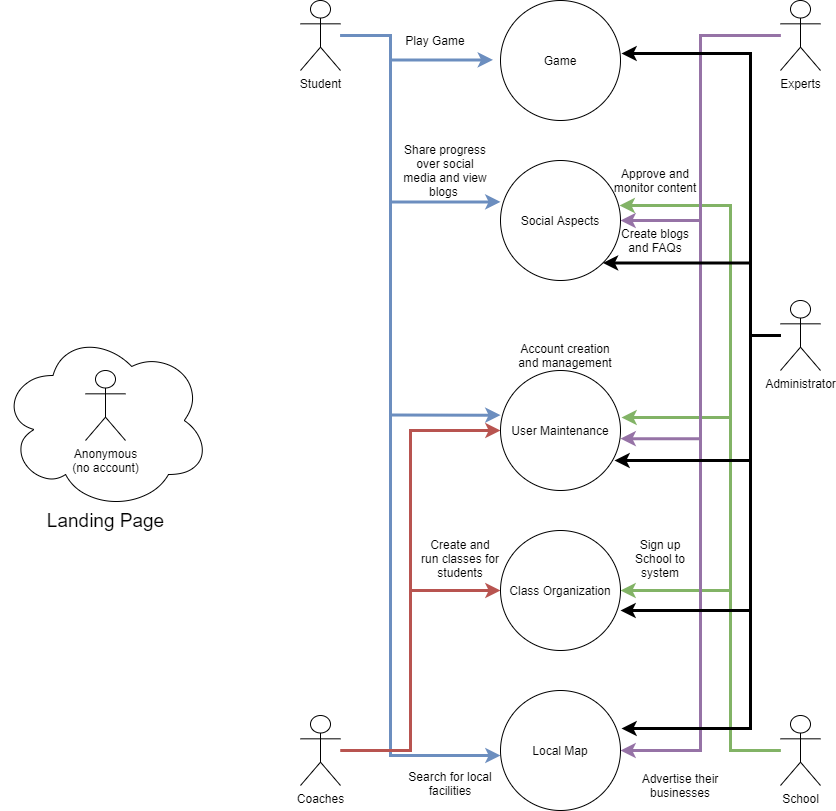 Play Game
Game
Student
Experts
Share progress
over social
media and view
blogs
Approve and
monitor content
Social Aspects
Create blogs
and FAQs
Account creation
and management
Administrator
User Maintenance
Anonymous
(no account)
Landing Page
Create and
run classes for
students
Sign up
School to
system
Class Organization
Local Map
Search for local
facilities
Advertise their
businesses
Coaches
School